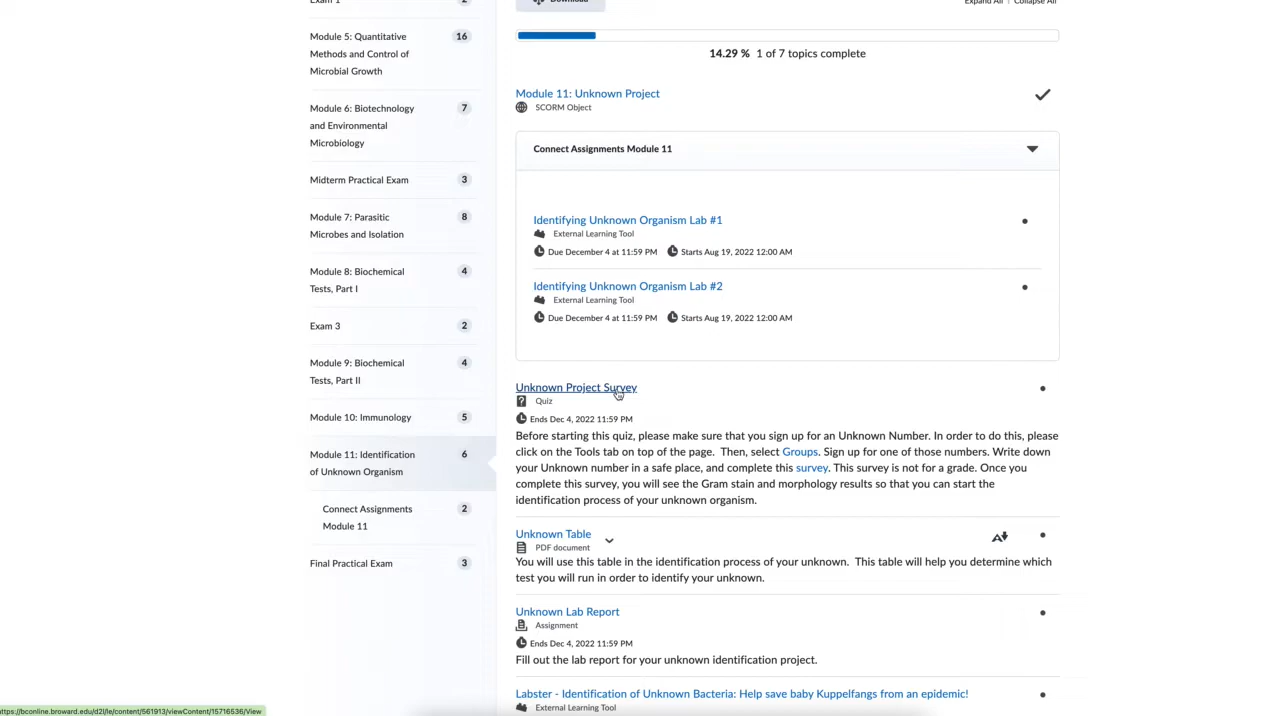 Exam 1
2
Download
Expand All | Collapse All
Module 5: Quantitative
Methods and Control of
Microbial Growth
16
14.29 % 1 of 7 topics complete
Module 11: Unknown Project
SCORM Object
Module 6: Biotechnology
and Environmental
Microbiology
7
Connect Assignments Module 11
Midterm Practical Exam
3
Module 7: Parasitic
Microbes and Isolation
8
Identifying Unknown Organism Lab #1
External Learning Tool
Due December 4 at 11:59 PM Starts Aug 19, 2022 12:00 AM
Module 8: Biochemical
Tests, Part I
4
Identifying Unknown Organism Lab #2
External Learning Tool
Due December 4 at 11:59 PM Starts Aug 19, 2022 12:00 AM
Exam 3
2
Module 9: Biochemical
Tests, Part II
4
Module 10: Immunology
5
Module 11: Identification
of Unknown Organism
6
Connect Assignments
Module 11
2
Final Practical Exam
3
Unknown Project Survey
Quiz
Ends Dec 4, 2022 11:59 PM
Before starting this quiz, please make sure that you sign up for an Unknown Number. In order to do this, please
click on the Tools tab on top of the page. Then, select Groups. Sign up for one of those numbers. Write down
your Unknown number in a safe place, and complete this survey. This survey is not for a grade. Once you
complete this survey, you will see the Gram stain and morphology results so that you can start the
identification process of your unknown organism.
Unknown Table
PDF document
You will use this table in the identification process of your unknown. This table will help you determine which
test you will run in order to identify your unknown.
Unknown Lab Report
Assignment
Ends Dec 4, 2022 11:59 PM
Fill out the lab report for your unknown identification project.
Labster - Identification of Unknown Bacteria: Help save baby Kuppelfangs from an epidemic!
External Learning Tool
https://bconline.broward.edu/d2l/le/content/561913/viewContent/15716536/View